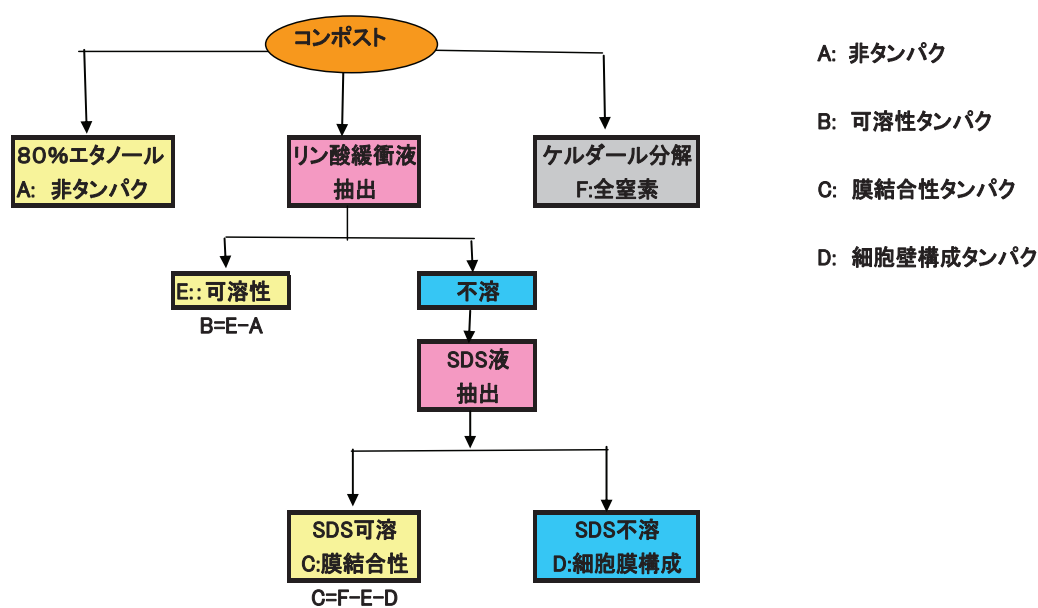 コンポスト
80%エタノール
A: 非タンパク
リン酸緩衝液
抽出
ケルダール分解
F:全窒素
E::可溶性
B=E-A
不溶
SDS液
抽出
SDS可溶
C:膜結合性
C=F-E-D
SDS不溶
D:細胞膜構成
A: 非タンパク
B: 可溶性タンパク
C: 膜結合性タンパク
D: 細胞壁構成タンパク